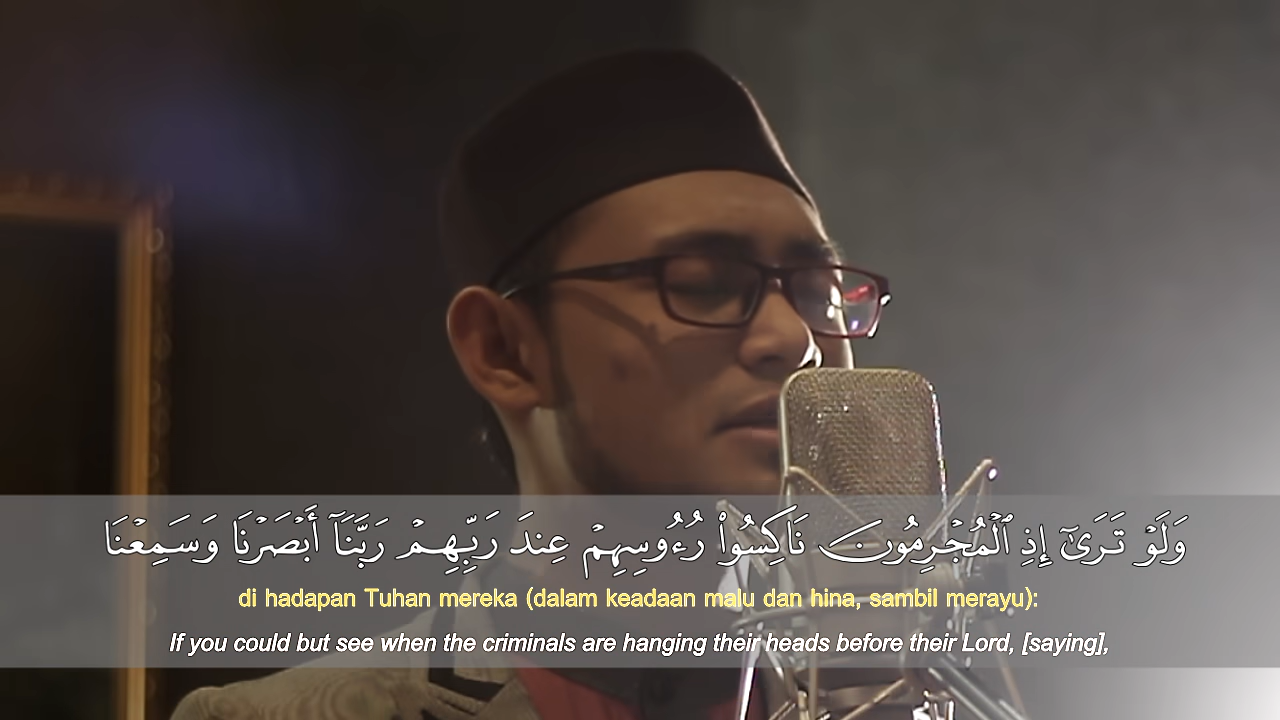 وَلَوْ تَرَىٰٓ إِذِ ٱلْمُجْرِمُونَ نَاكِسُوا۟ رُءُوسِهِمْ عِندَ رَبِّهِمْ رَبَّنَآ أَبْصَرْنَا وَسَمِعْنَا
di hadapan Tuhan mereka (dalam keadaan malu dan hina, sambil merayu):
If you could but see when the criminals are hanging their heads before their Lord, [saying],